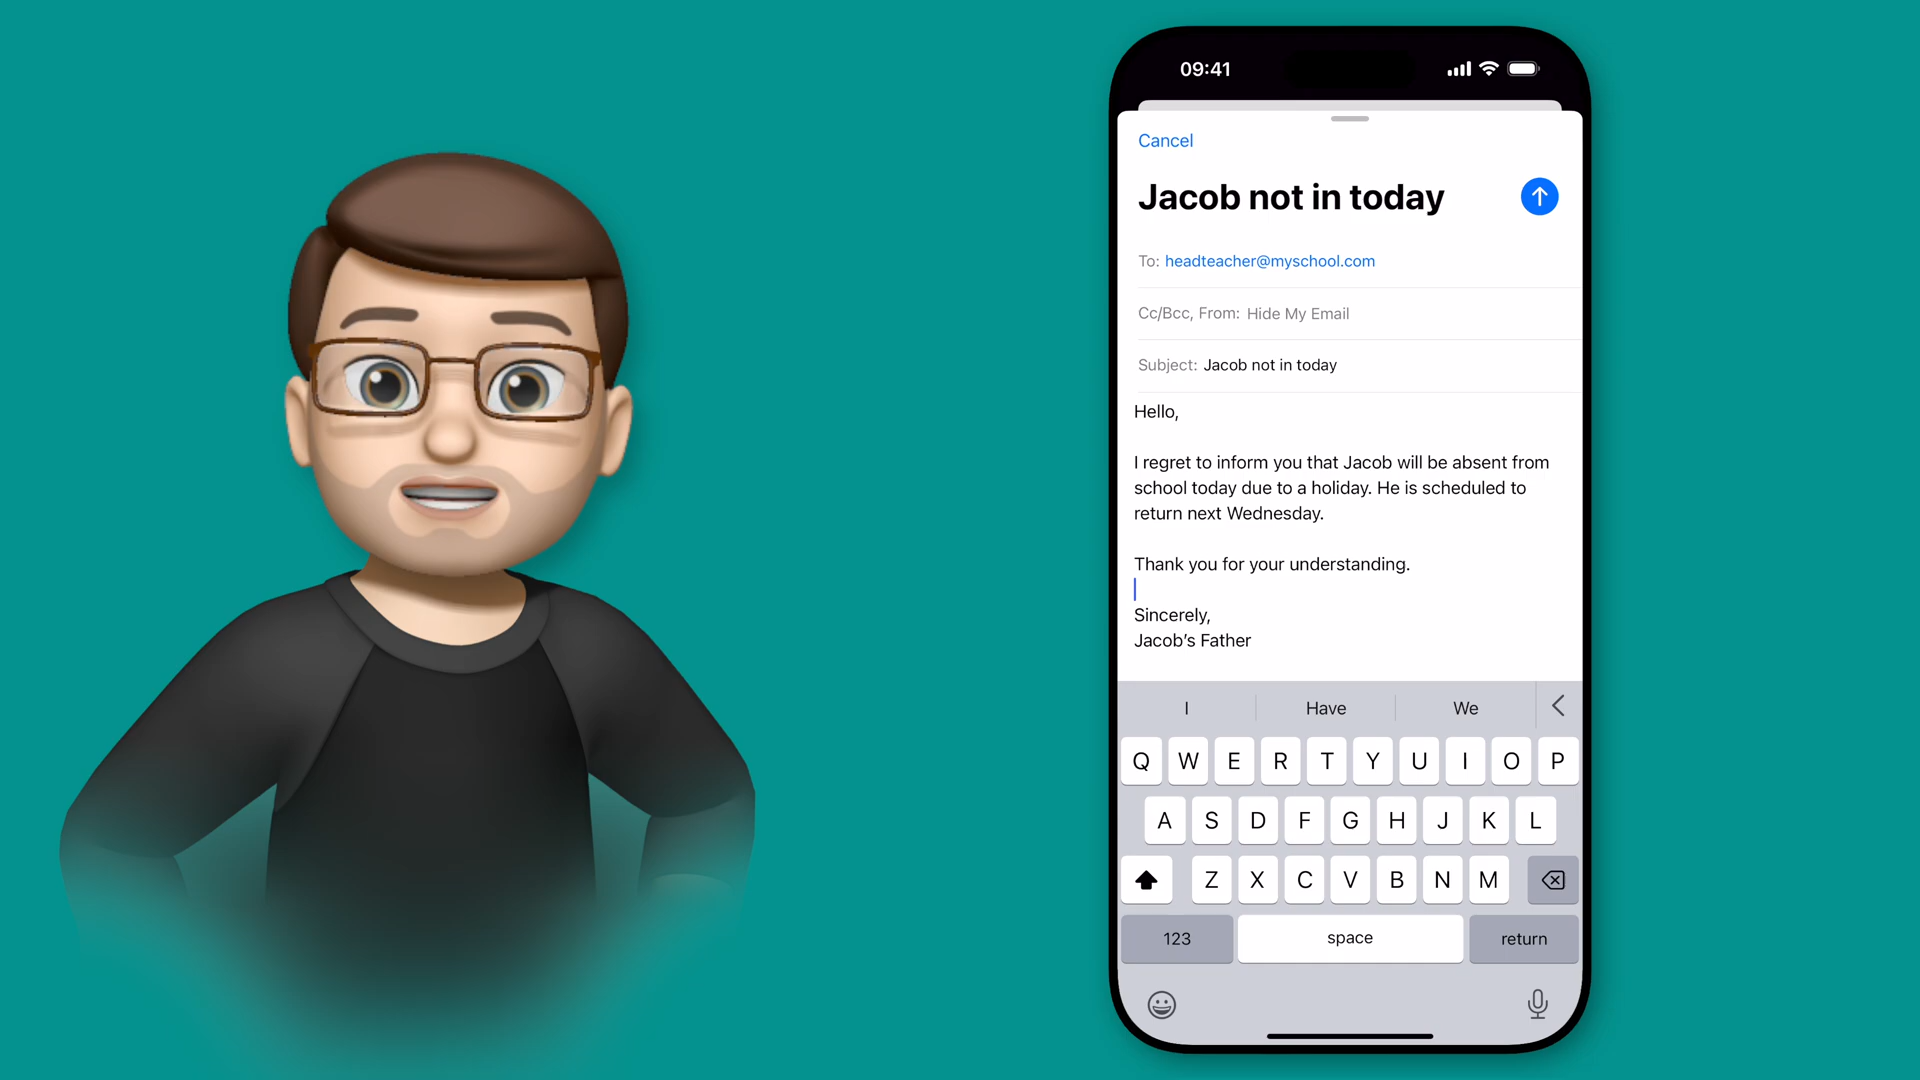 09:41
Cancel
Jacob not in today
To: headteacher@myschool.com
Cc/Bcc, From: Hide My Email
Subject: Jacob not in today
Hello,
I regret to inform you that Jacob will be absent from
school today due to a holiday. He is scheduled to
return next Wednesday.
Thank you for your understanding.
Sincerely,
Jacob’s Father
I Have We
Q W E R T Y U I O P
A S D F G H J K L
Z X C V B N M
123 space return